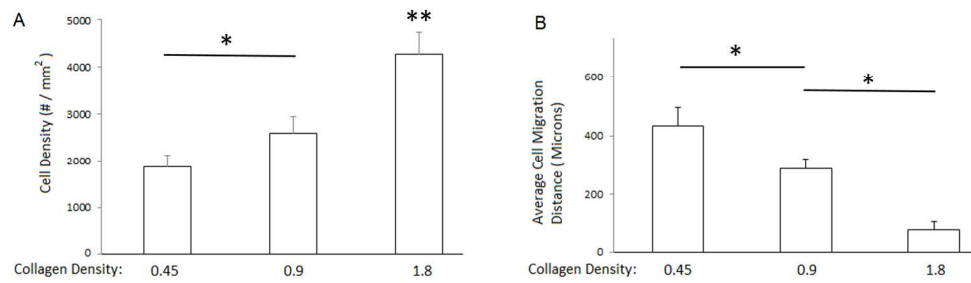 A
5000
4000
3000
2000
1000
0
Cell Density (# / mm²)
*
**
Collagen Density: 0.45 0.9 1.8
B
600
400
200
0
Average Cell Migration
Distance ( Microns)
*
*
Collagen Density: 0.45 0.9 1.8